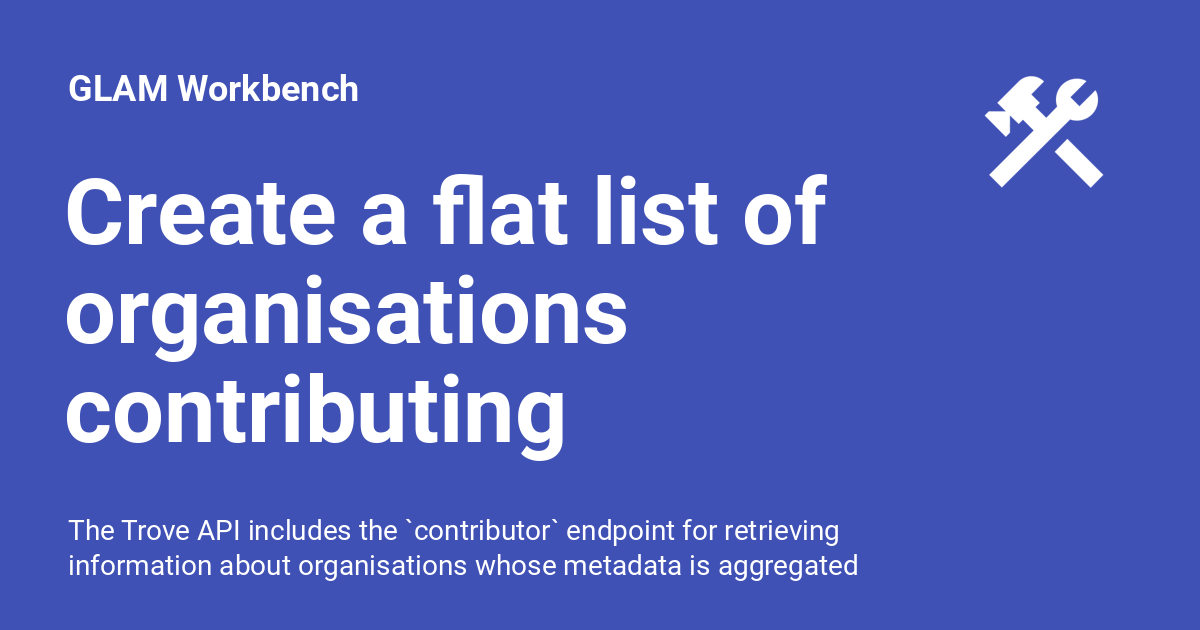 GLAM Workbench
Create a flat list of
organisations
contributing
The Trove API includes the `contributor` endpoint for retrieving
information about organisations whose metadata is aggregated